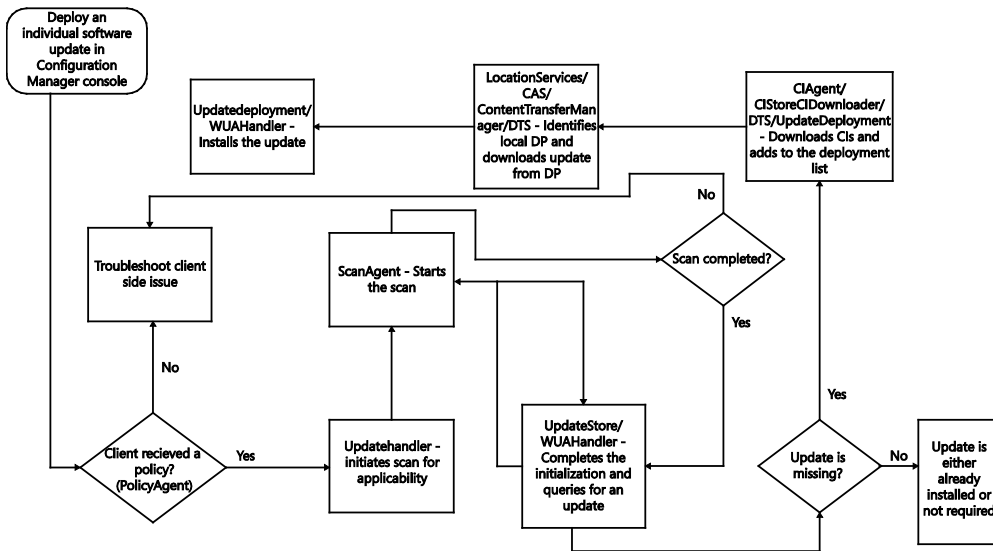 Deploy an
individual software
update in
Configuration
Manager console
Updatedeployment/
WUAHandler -
Installs the update
LocationServices/
CAS/
ContentTransferMan
ager/DTS - Identifies
local DP and
downloads update
from DP
CIAgent/
CIStoreCIDownloader/
DTS/UpdateDeployment
- Downloads CIs and
adds to the deployment
list
No
Troubleshoot client
side issue
ScanAgent - Starts
the scan
Scan completed?
Yes
No
Client recieved a
policy?
(PolicyAgent)
Yes
Updatehandler -
initiates scan for
applicability
UpdateStore/
WUAHandler -
Completes the
initialization and
queries for an
update
Yes
Update is
missing?
No
Update is
either
already
installed or
not required